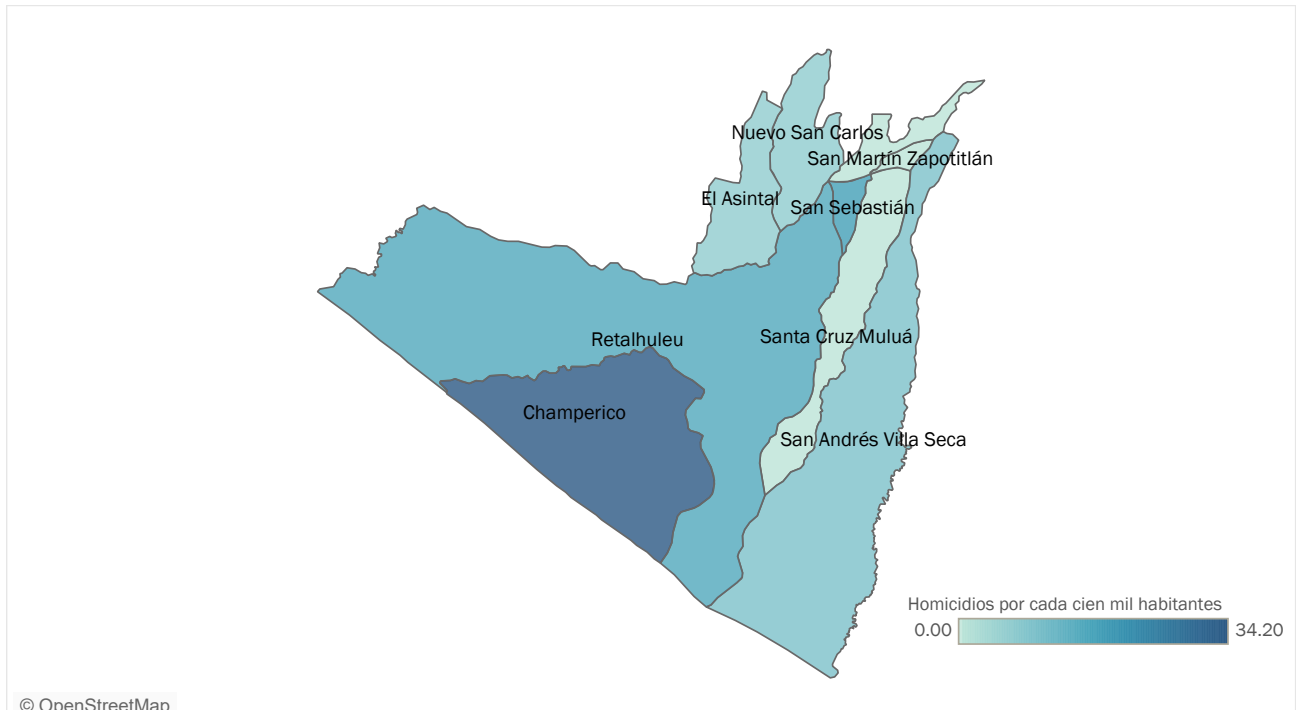 Nuevo San Carlos
San Martín Zapotitlán
El Asintal
San Sebastián
Retalhuleu
Santa Cruz Muluá
Champerico
San Andrés Villa Seca
Homicidios por cada cien mil habitantes
0.00
34.20
© OpenStreetMap